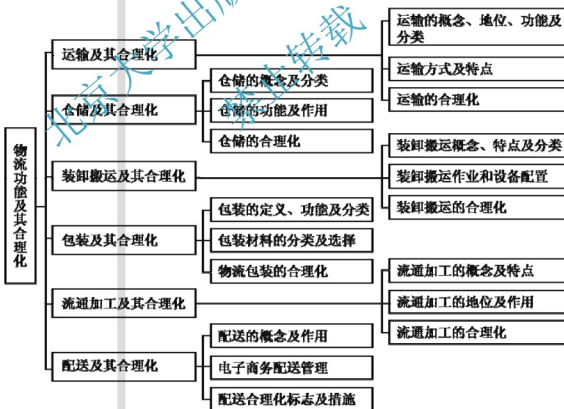 物流功能及其合理化
运输及其合理化
运输的概念、地位、功能及
分类
运输方式及特点
运输的合理化
仓储及其合理化
仓储的概念及分类
仓储的功能及作用
仓储的合理化
装卸搬运及其合理化
装卸搬运概念、特点及分类
装卸搬运作业和设备配置
装卸搬运的合理化
包装及其合理化
包装的定义、功能及分类
包装材料的分类及选择
物流包装的合理化
流通加工及其合理化
流通加工的概念及特点
流通加工的地位及作用
流通加工的合理化
配送及其合理化
配送的概念及作用
电子商务配送管理
配送合理化标志及措施
北京大学出版
禁止转载